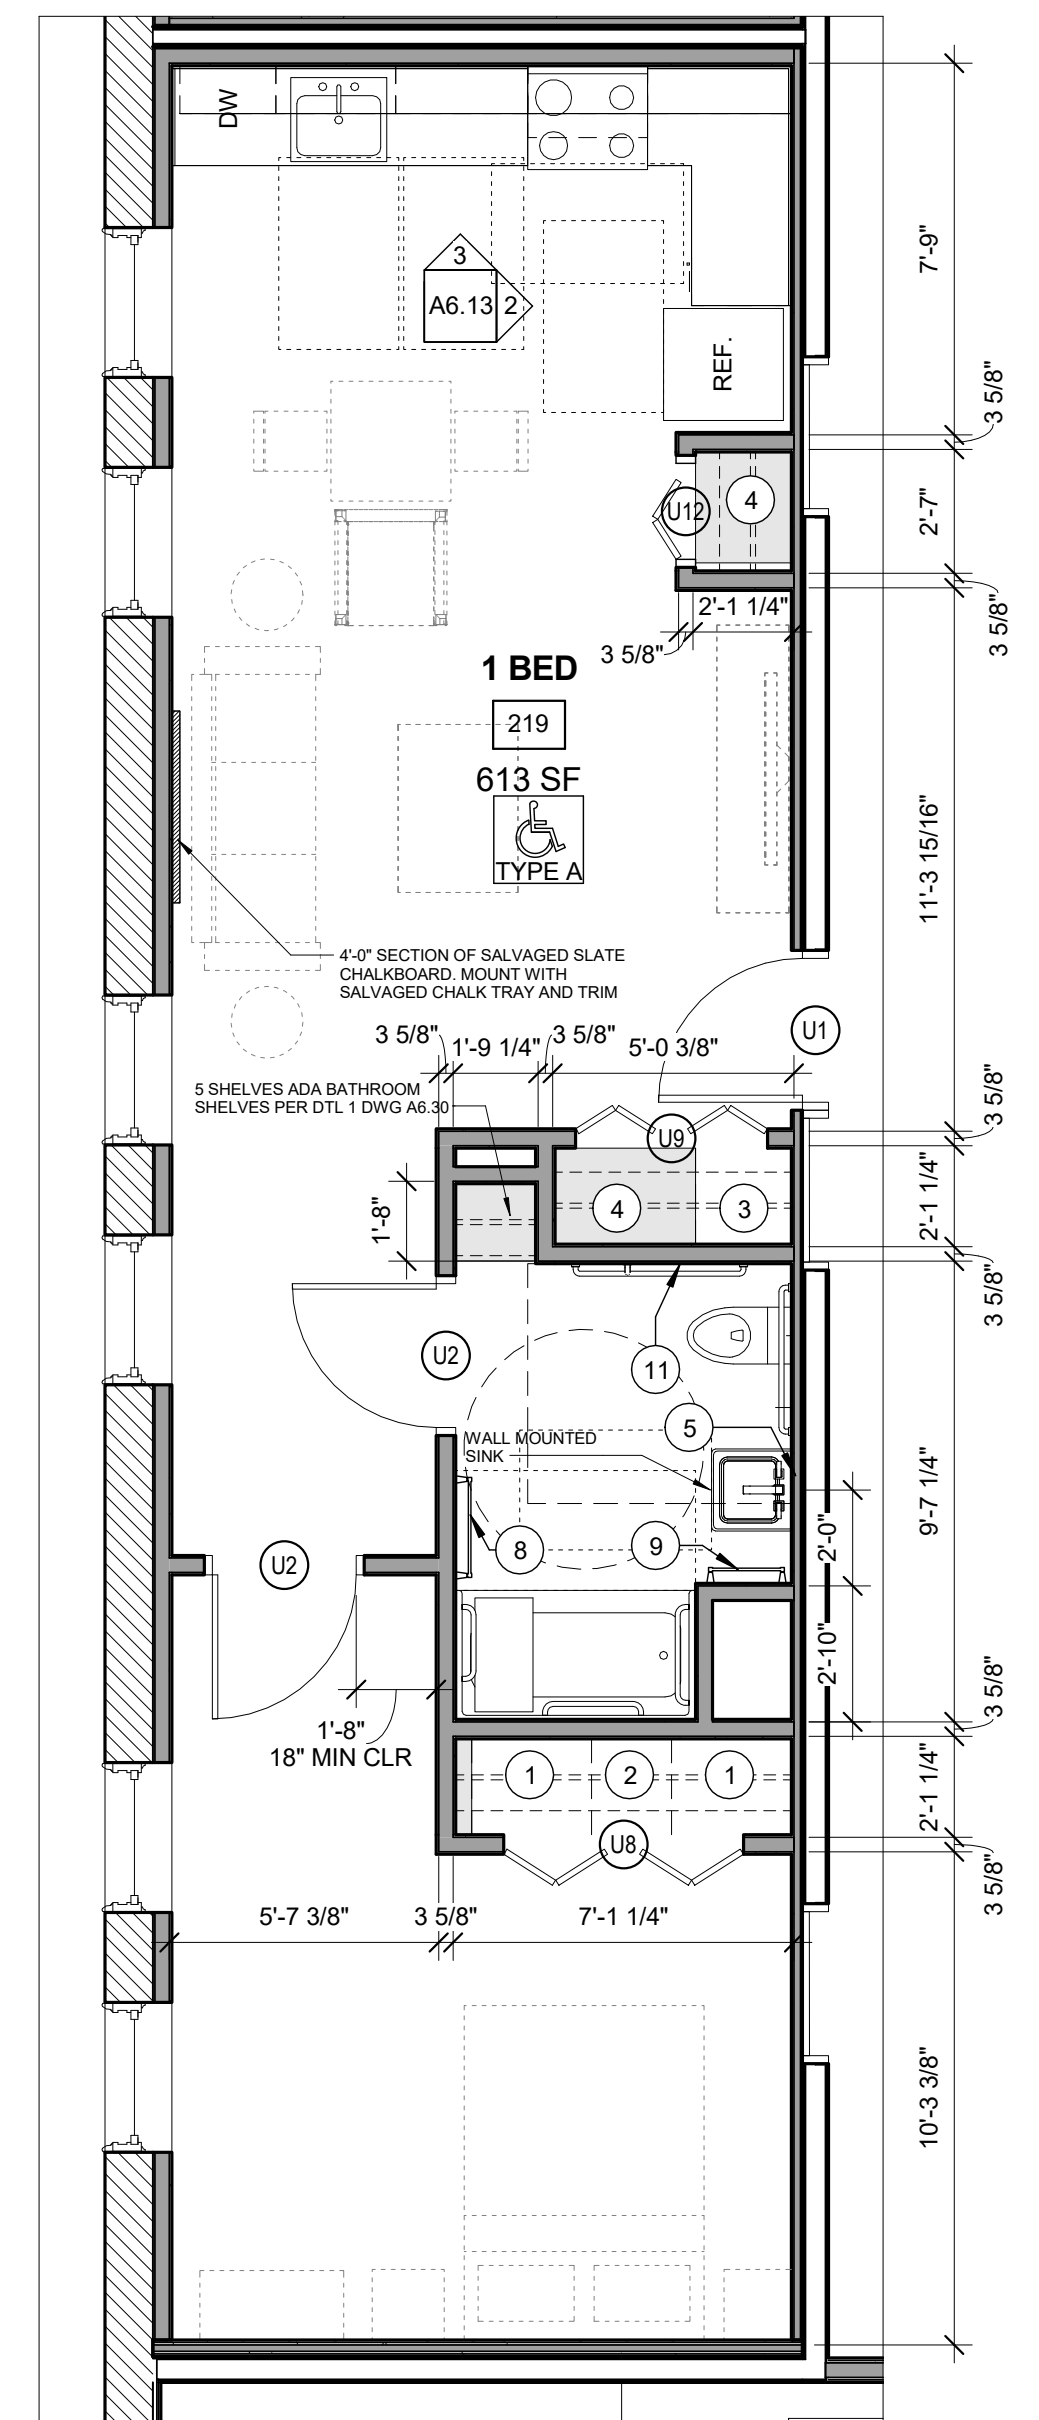 DW
3
A6.13
2
7'-9"
REF.
3 5/8"
U12
4
2'-7"
2'-1 1/4"
3 5/8"
3 5/8"
1 BED
219
613 SF
TYPE A
11'-3 15/16"
4'-0" SECTION OF SALVAGED SLATE
CHALKBOARD. MOUNT WITH
SALVAGED CHALK TRAY AND TRIM
U1
3 5/8"
1'-9 1/4"
3 5/8"
5'-0 3/8"
5 SHELVES ADA BATHROOM
SHELVES PER DTL 1 DWG A6.30
3 5/8"
U9
1'-8"
4
3
2'-1 1/4"
3 5/8"
U2
11
5
WALL MOUNTED
SINK
8
9
U2
2'-0"
9'-7 1/4"
2'-10"
3 5/8"
1'-8"
18" MIN CLR
1
2
1
2'-1 1/4"
U8
3 5/8"
5'-7 3/8"
3 5/8"
7'-1 1/4"
10'-3 3/8"